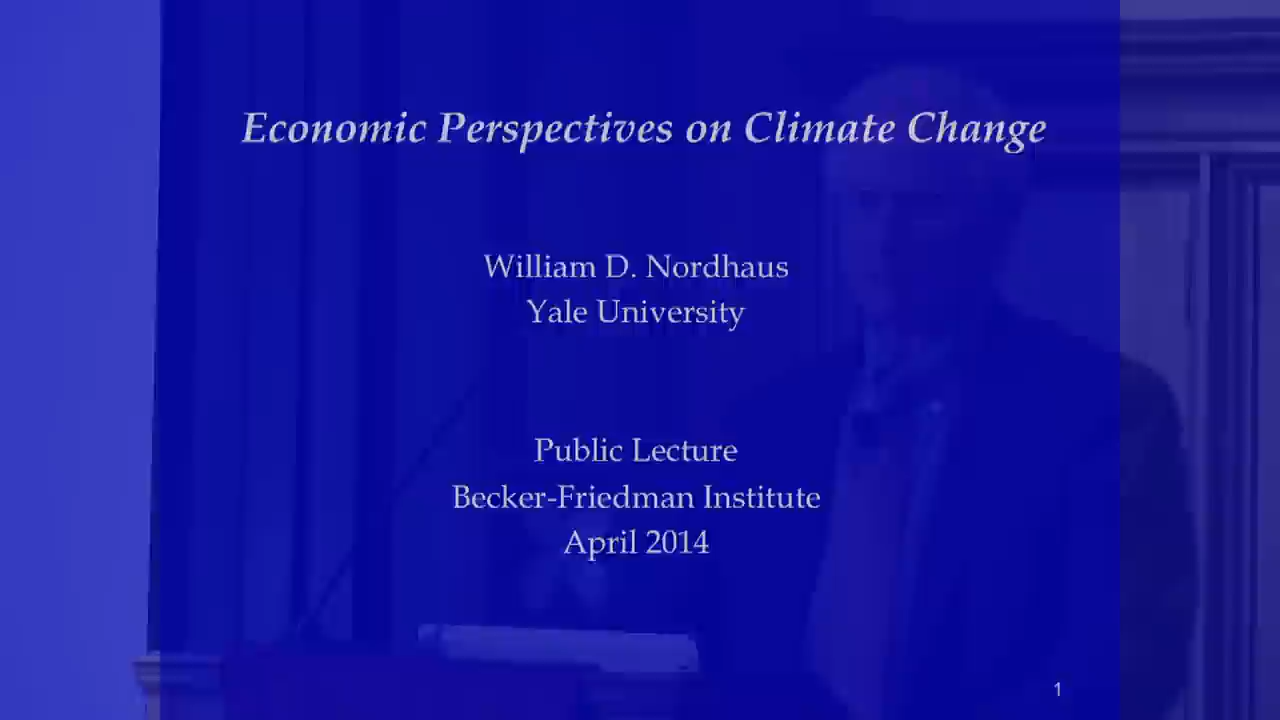 Economic Perspectives on Climate Change
William D. Nordhaus
Yale University
Public Lecture
Becker-Friedman Institute
April 2014
1